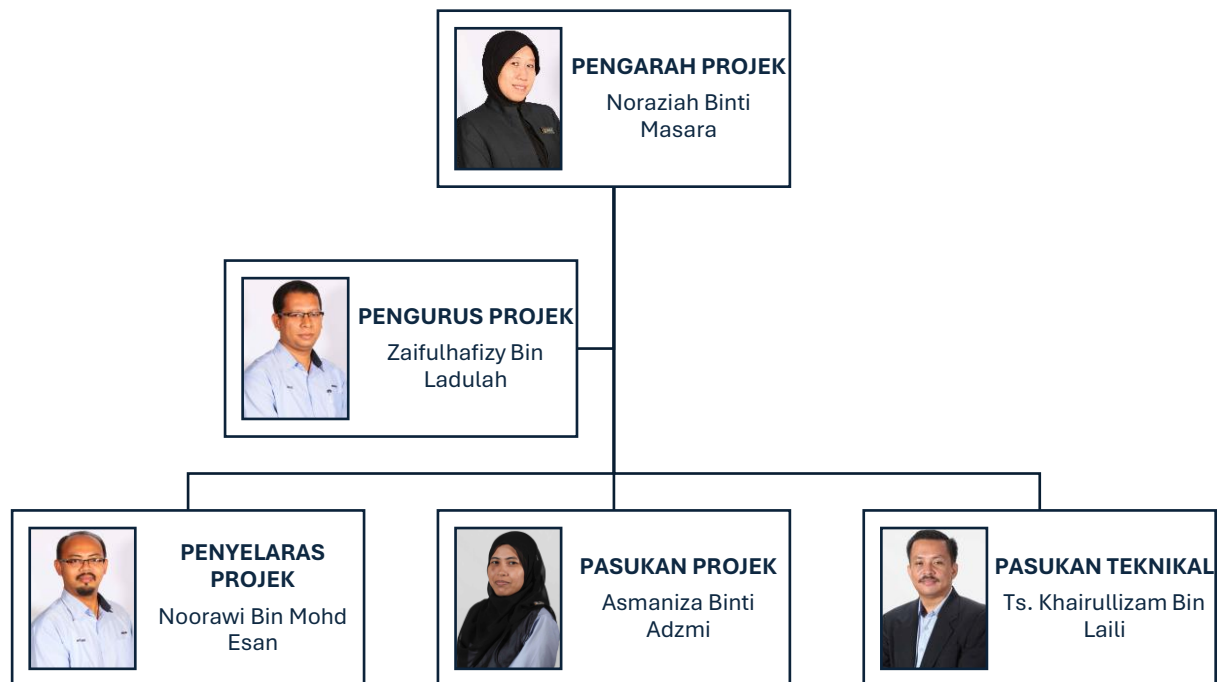 PENGARAH PROJEK
Noraziah Binti
Masara
PENGURUS PROJEK
Zaifulhafizy Bin
Ladulah
PENYELARAS
PROJEK
Noorawi Bin Mohd
Esan
PASUKAN PROJEK
Asmaniza Binti
Adzmi
PASUKAN TEKNIKAL
Ts. Khairullizam Bin
Laili